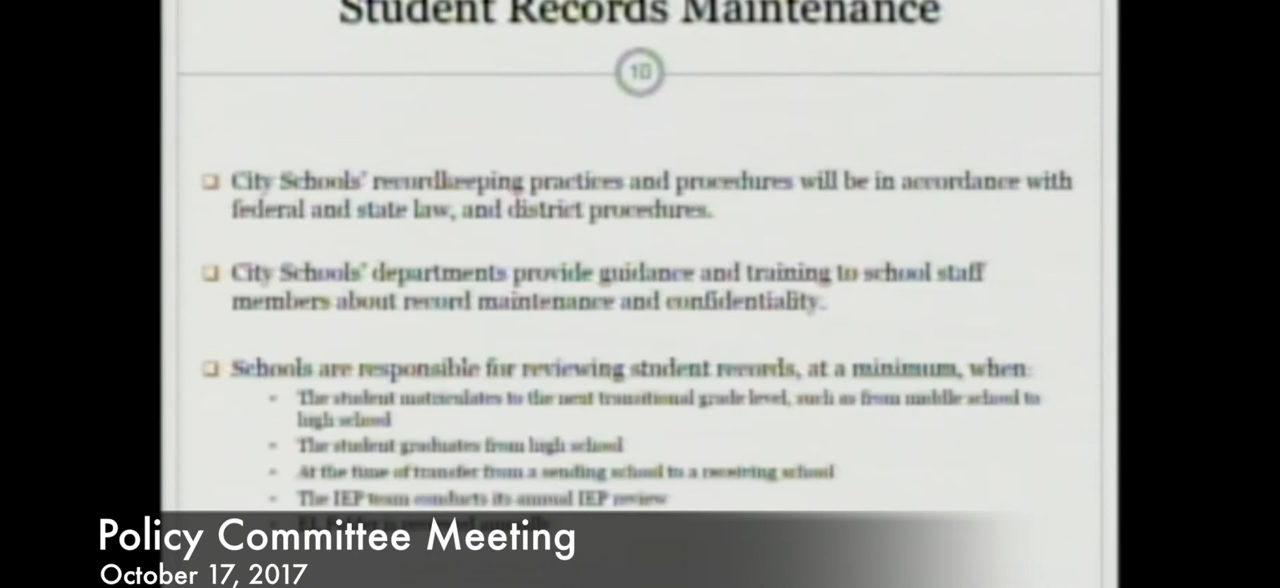 Student Records Maintenance
10
City Schools' recordkeeping practices and procedures will be in accordance with
federal and state law, and district procedures.
City Schools' departments provide guidance and training to school staff
members about record maintenance and confidentiality.
Schools are responsible for reviewing student records, at a minimum, when:
The student matriculates to the next transitional grade level, such as from middle school to
high school
The student graduates from high school
At the time of transfer from a sending school to a receiving school
The IEP team conducts its annual IEP review
Policy Committee Meeting
October 17, 2017